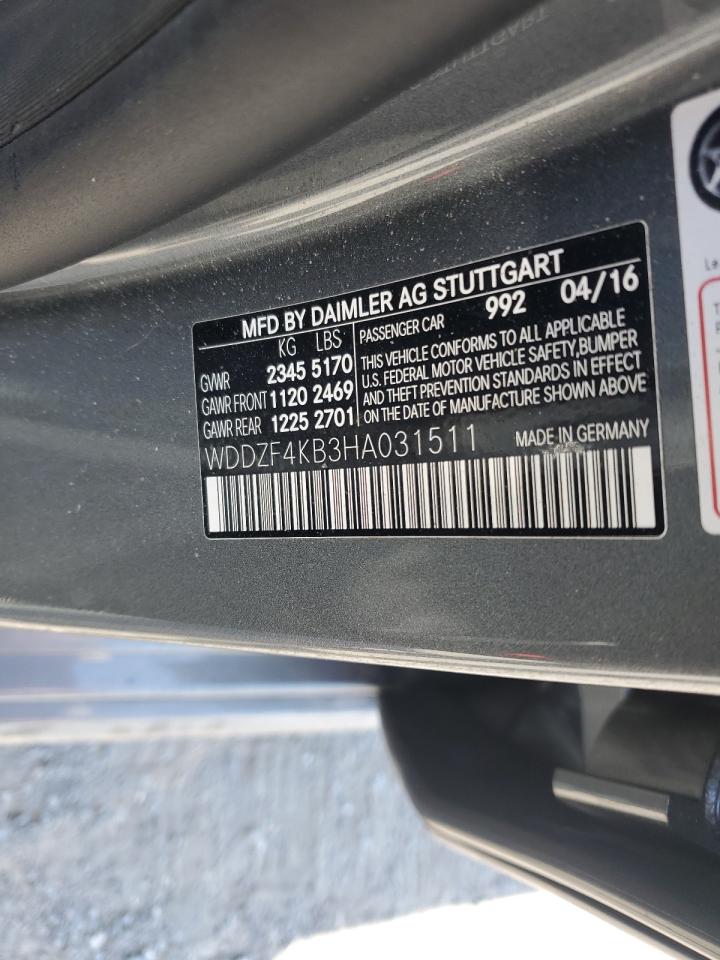 MFD BY DAIMLER AG STUTTGART
KG LBS
GVWR 2345 5170
GAWR FRONT 1120 2469
GAWR REAR 1225 2701
PASSENGER CAR 992 04/16
THIS VEHICLE CONFORMS TO ALL APPLICABLE
U.S. FEDERAL MOTOR VEHICLE SAFETY, BUMPER
AND THEFT PREVENTION STANDARDS IN EFFECT
ON THE DATE OF MANUFACTURE SHOWN ABOVE
WDDZF4KB3HA031511 MADE IN GERMANY